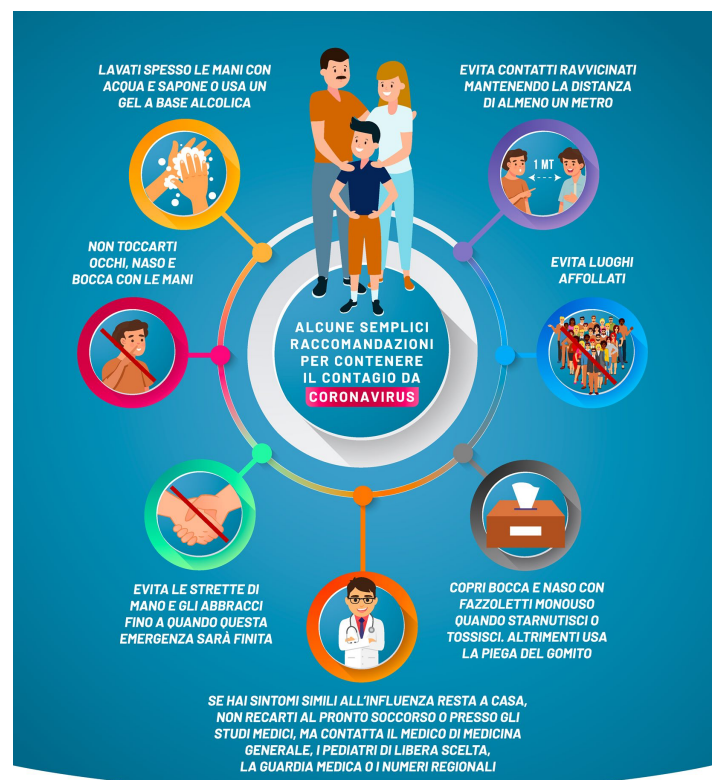 LAVATI SPESSO LE MANI CON
ACQUA E SAPONE O USA UN
GEL A BASE ALCOLICA
EVITA CONTATTI RAVVICINATI
MANTENENDO LA DISTANZA
DI ALMENO UN METRO
1 MT
NON TOCCARTI
OCCHI, NASO E
BOCCA CON LE MANI
EVITA LUOGHI
AFFOLLATI
ALCUNE SEMPLICI
RACCOMANDAZIONI
PER CONTENERE
IL CONTAGIO DA
CORONAVIRUS
EVITA LE STRETTE DI
MANO E GLI ABBRACCI
FINO A QUANDO QUESTA
EMERGENZA SARÀ FINITA
COPRI BOCCA E NASO CON
FAZZOLETTI MONOUSO
QUANDO STARNUTISCI O
TOSSISCI. ALTRIMENTI USA
LA PIEGA DEL GOMITO
SE HAI SINTOMI SIMILI ALL'INFLUENZA RESTA A CASA,
NON RECARTI AL PRONTO SOCCORSO O PRESSO GLI
STUDI MEDICI, MA CONTATTA IL MEDICO DI MEDICINA
GENERALE, I PEDIATRI DI LIBERA SCELTA,
LA GUARDIA MEDICA O I NUMERI REGIONALI